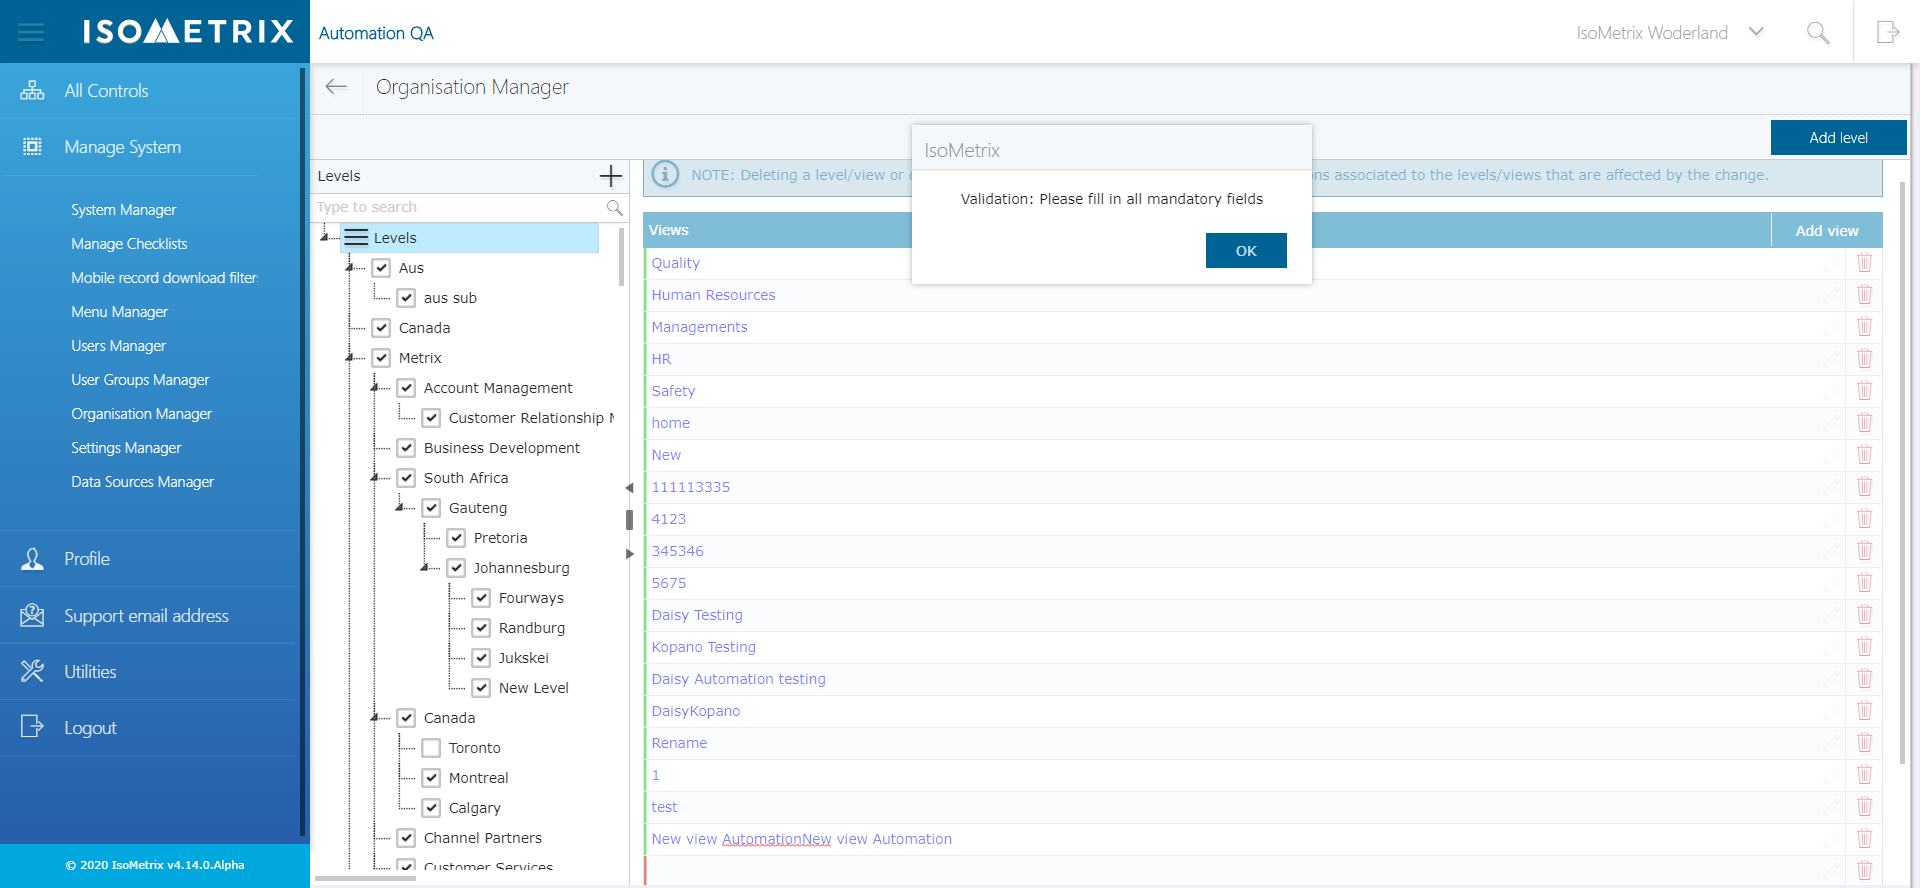 ISOMETRIX
Automation QA
IsoMetrix Woderland
All Controls
Manage System
System Manager
Manage Checklists
Mobile record download filter
Menu Manager
Users Manager
User Groups Manager
Organisation Manager
Settings Manager
Data Sources Manager
Profile
Support email address
Utilities
Logout
© 2020 IsoMetrix v4.14.0.Alpha
Organisation Manager
Add level
Levels
Type to search
Levels
Aus
aus sub
Canada
Metrix
Account Management
Customer Relationship
Business Development
South Africa
Gauteng
Pretoria
Johannesburg
Fourways
Randburg
Jukskei
New Level
Canada
Toronto
Montreal
Calgary
Channel Partners
Customer Services
NOTE: Deleting a level/view or
ns associated to the levels/views that are affected by the change.
IsoMetrix
Validation: Please fill in all mandatory fields
OK
Views
Add view
Quality
Human Resources
Managements
HR
Safety
home
New
111113335
4123
345346
5675
Daisy Testing
Kopano Testing
Daisy Automation testing
DaisyKopano
Rename
1
test
New view AutomationNew view Automation